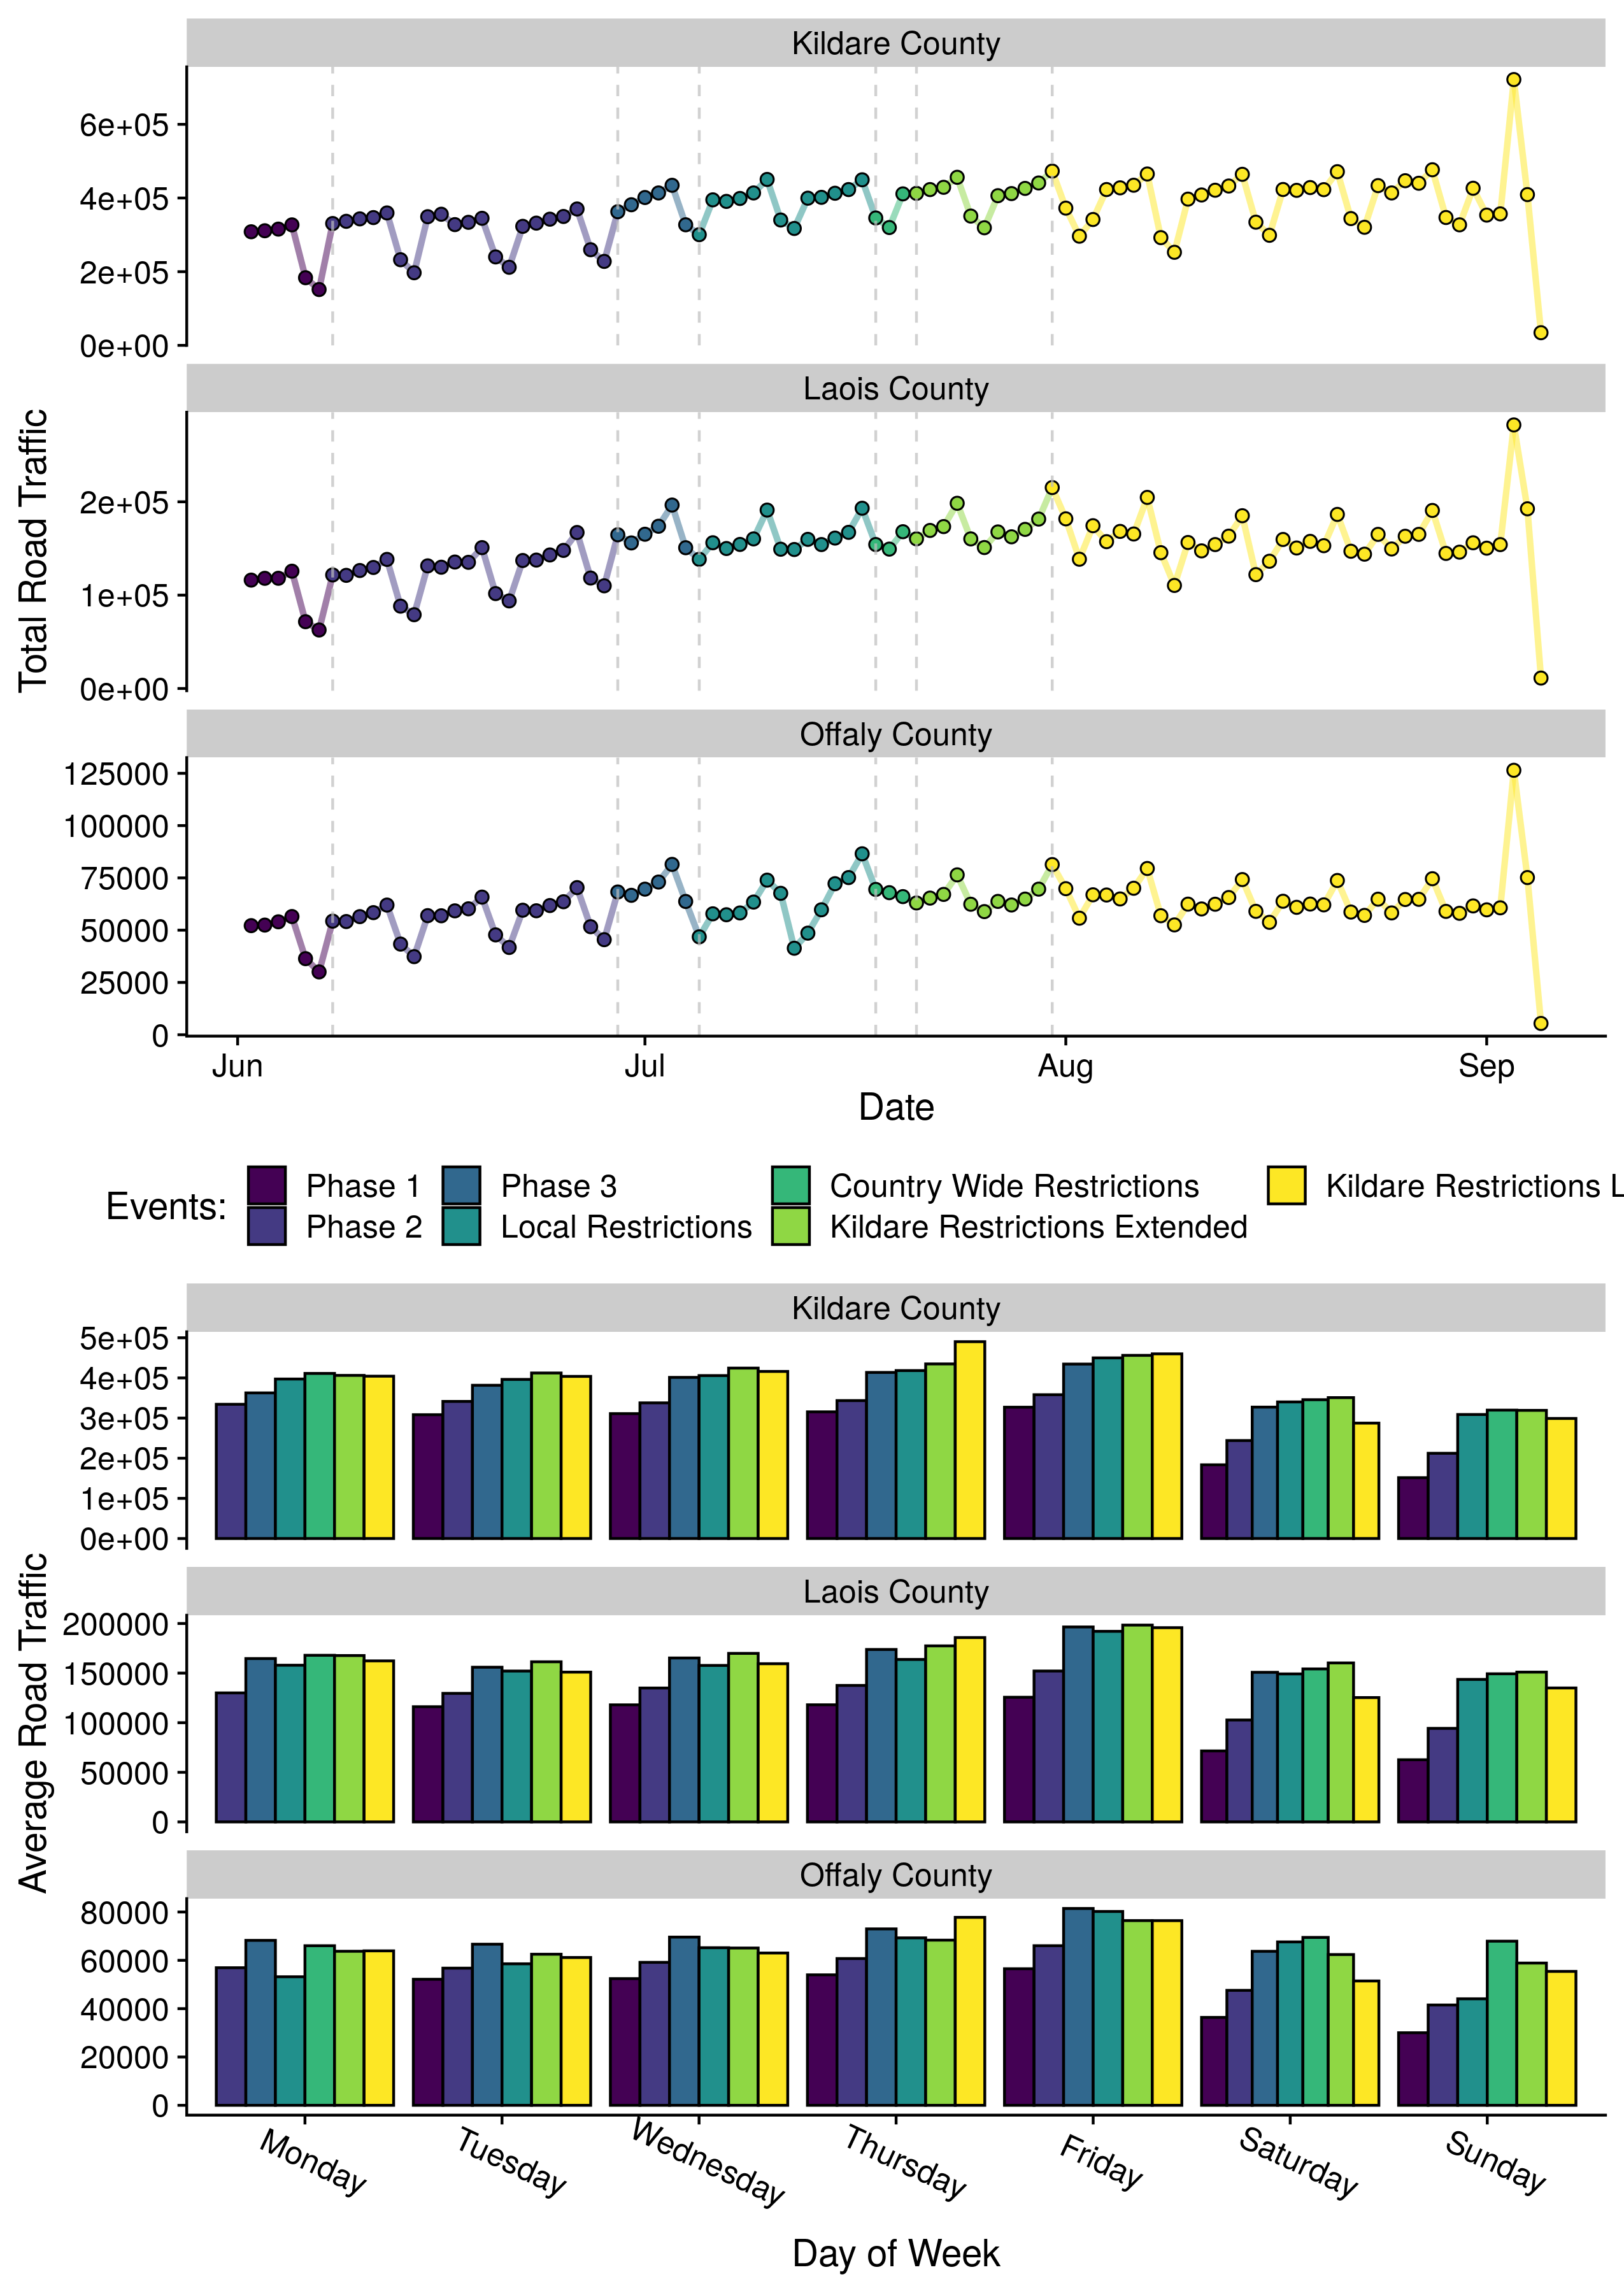 Kildare County
6e+05
4e+05
2e+05
0e+00
Laois County
2e+05
1e+05
0e+00
Offaly County
125000
100000
75000
50000
25000
0
Total Road Traffic
Jun Jul Aug Sep
Date
Events: Phase 1 Phase 3 Country Wide Restrictions Kildare Restrictions L
Phase 2 Local Restrictions Kildare Restrictions Extended
Kildare County
5e+05
4e+05
3e+05
2e+05
1e+05
0e+00
Laois County
200000
150000
100000
50000
0
Offaly County
80000
60000
40000
20000
0
Average Road Traffic
Monday Tuesday Wednesday Thursday Friday Saturday Sunday
Day of Week